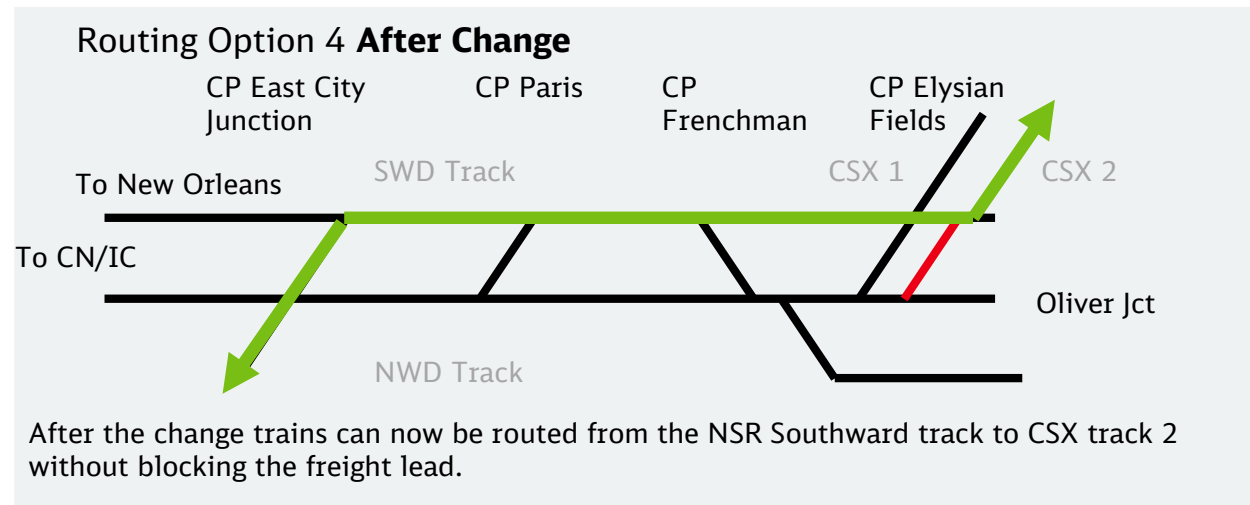 Routing Option 4 After Change
CP East City
Junction
CP Paris
CP
Frenchman
CP Elysian
Fields
SWD Track
CSX 1
CSX 2
To New Orleans
To CN/IC
Oliver Jct
NWD Track
After the change trains can now be routed from the NSR Southward track to CSX track 2
without blocking the freight lead.